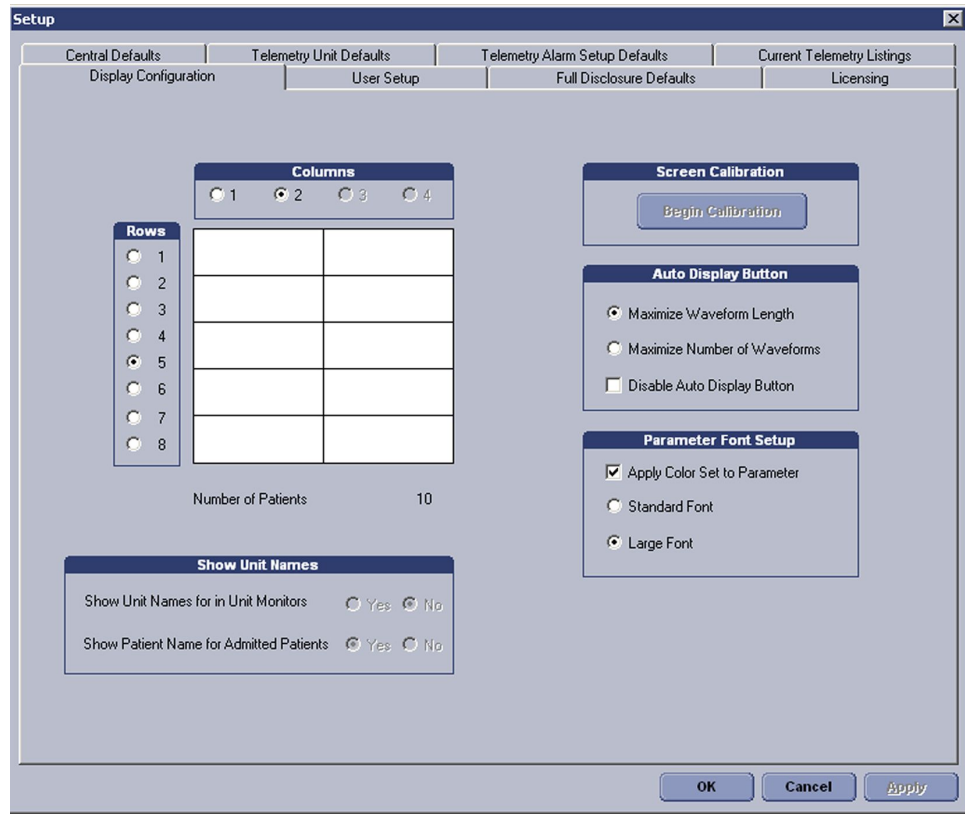 Setup
Central Defaults
Telemetry Unit Defaults
Telemetry Alarm Setup Defaults
Current Telemetry Listings
Display Configuration
User Setup
Full Disclosure Defaults
Licensing
Columns
1 2 3 4
Rows
1
2
3
4
5
6
7
8
Number of Patients 10
Show Unit Names
Show Unit Names for in Unit Monitors Yes No
Show Patient Name for Admitted Patients Yes No
Screen Calibration
Begin Calibration
Auto Display Button
Maximize Waveform Length
Maximize Number of Waveforms
Disable Auto Display Button
Parameter Font Setup
Apply Color Set to Parameter
Standard Font
Large Font
OK Cancel Apply